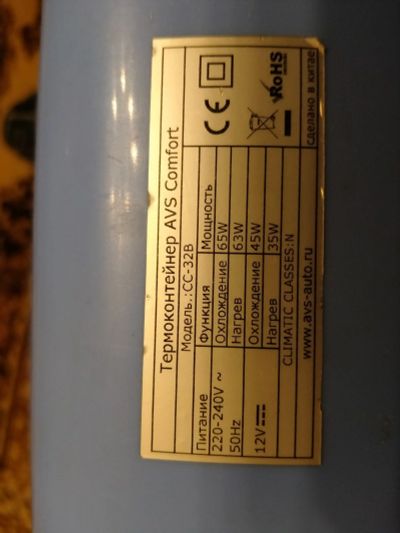 Термоконтейнер AVS Comfort
Модель.:CC-32B
Питание Функция Мощность
220-240V ~ 50Hz Охлаждение 65W
Нагрев 63W
12V Охлаждение 45W
Нагрев 35W
CLIMATIC CLASSES:N
www.avs-auto.ru сделано в китае
CE
RoHS